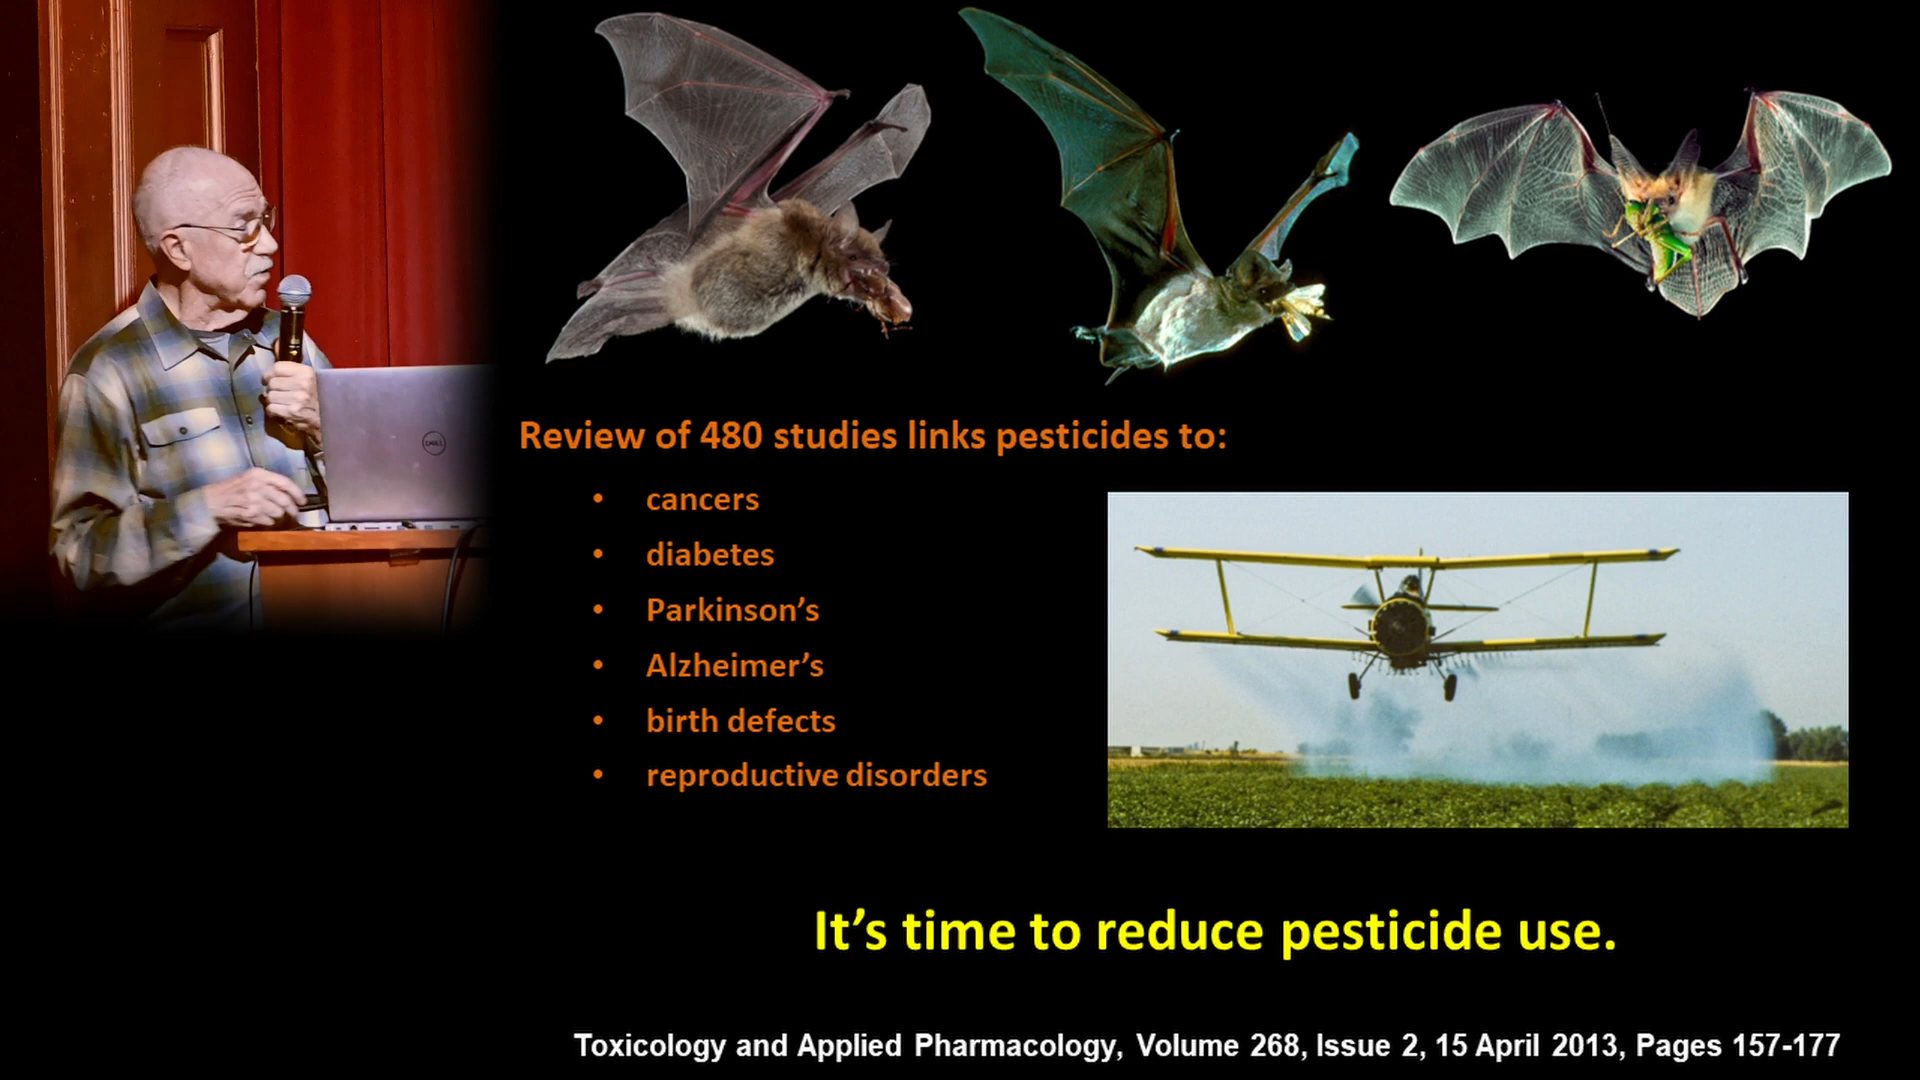 DELL
Review of 480 studies links pesticides to:
• cancers
• diabetes
• Parkinson’s
• Alzheimer’s
• birth defects
• reproductive disorders
It’s time to reduce pesticide use.
Toxicology and Applied Pharmacology, Volume 268, Issue 2, 15 April 2013, Pages 157-177